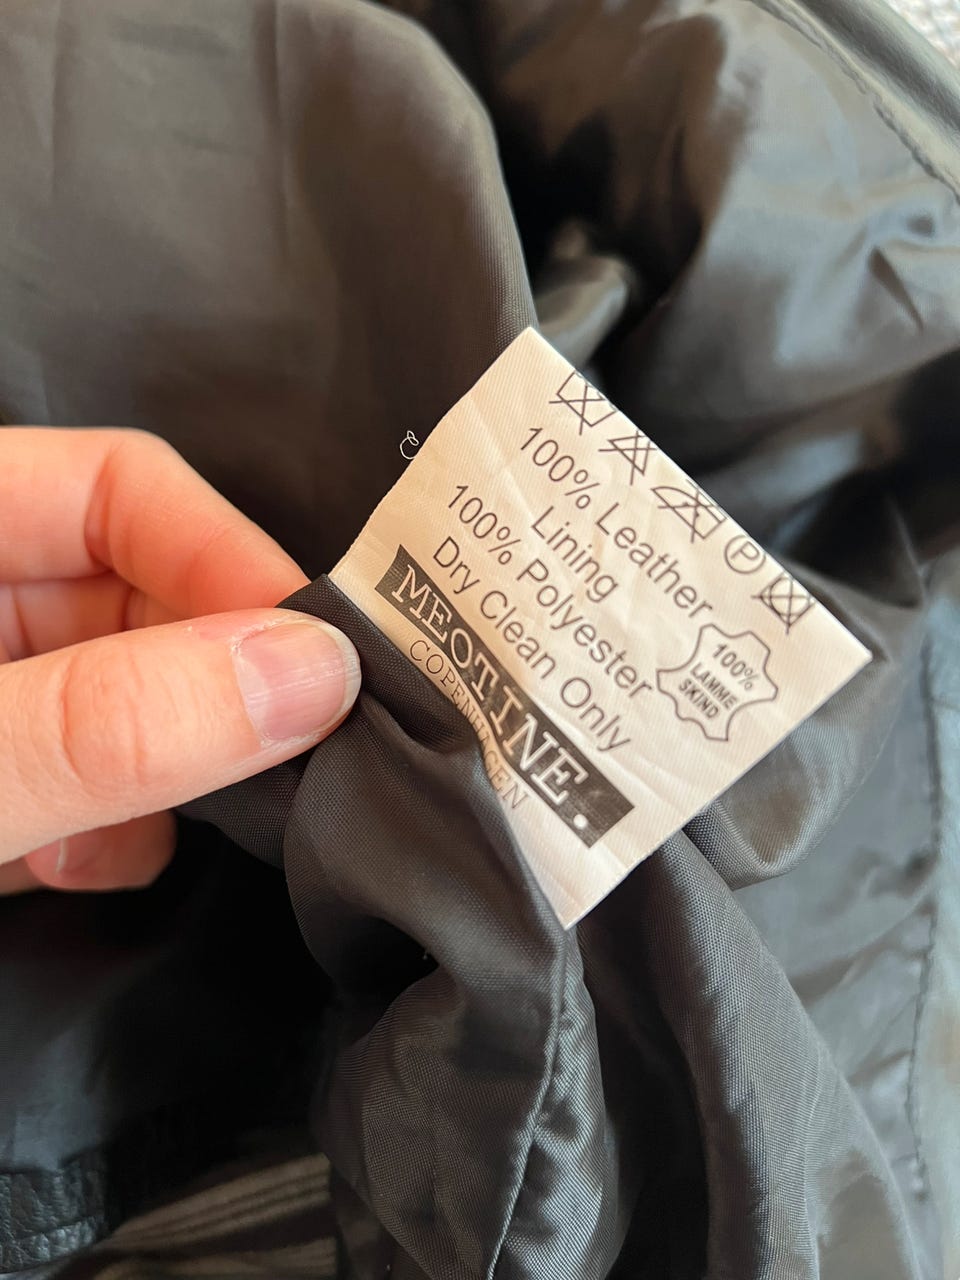 P
100% Leather
Lining
100% Polyester
Dry Clean Only
100%
LAMME
SKIND
MEOTINE.
COPENHAGEN